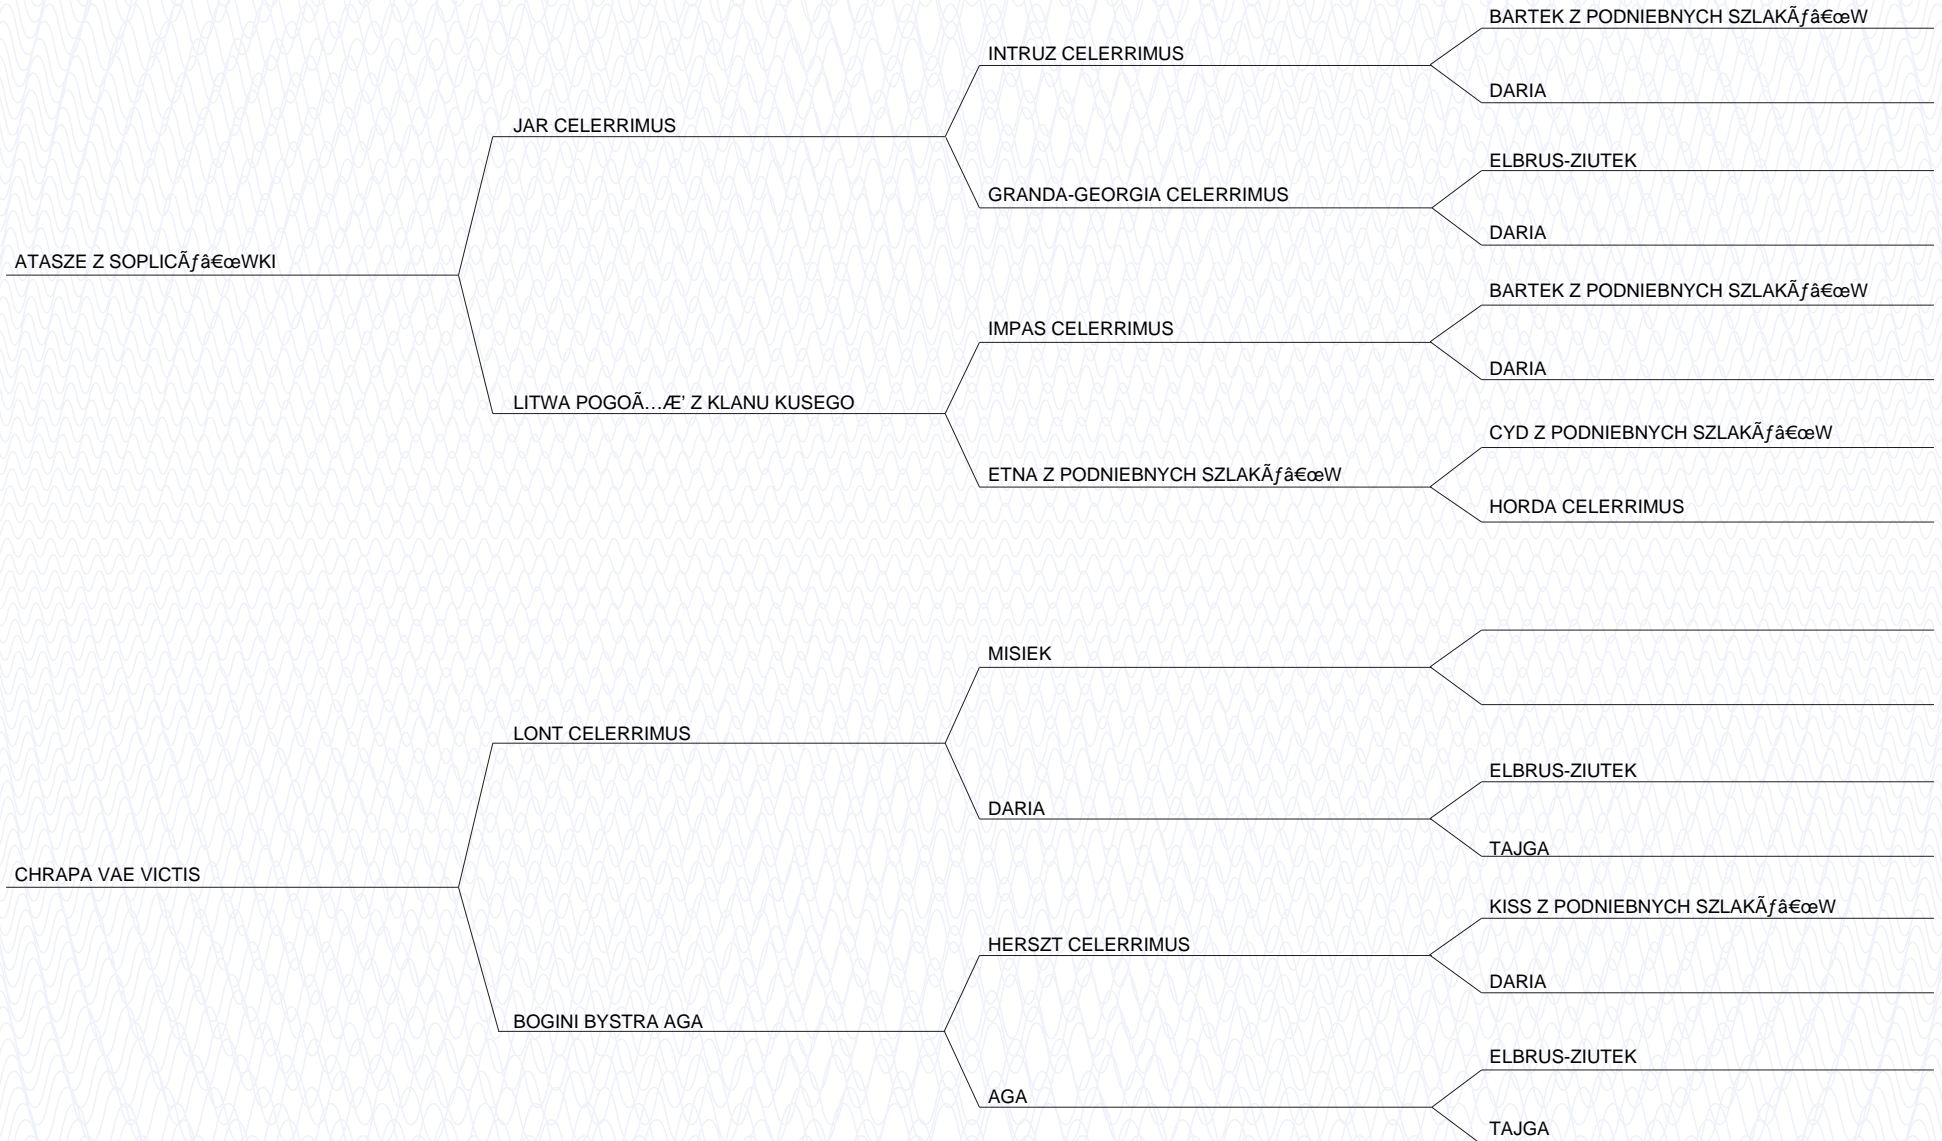 BARTEK Z PODNIEBNYCH SZLAKÃƒâ€œW
INTRUZ CELERRIMUS
DARIA
JAR CELERRIMUS
ELBRUS-ZIUTEK
GRANDA-GEORGIA CELERRIMUS
DARIA
ATASZE Z SOPLICÃƒâ€œWKI
BARTEK Z PODNIEBNYCH SZLAKÃƒâ€œW
IMPAS CELERRIMUS
DARIA
LITWA POGOÃ…Æ’ Z KLANU KUSEGO
CYD Z PODNIEBNYCH SZLAKÃƒâ€œW
ETNA Z PODNIEBNYCH SZLAKÃƒâ€œW
HORDA CELERRIMUS
MISIEK
LONT CELERRIMUS
ELBRUS-ZIUTEK
DARIA
TAJGA
CHRAPA VAE VICTIS
KISS Z PODNIEBNYCH SZLAKÃƒâ€œW
HERSZT CELERRIMUS
DARIA
BOGINI BYSTRA AGA
ELBRUS-ZIUTEK
AGA
TAJGA